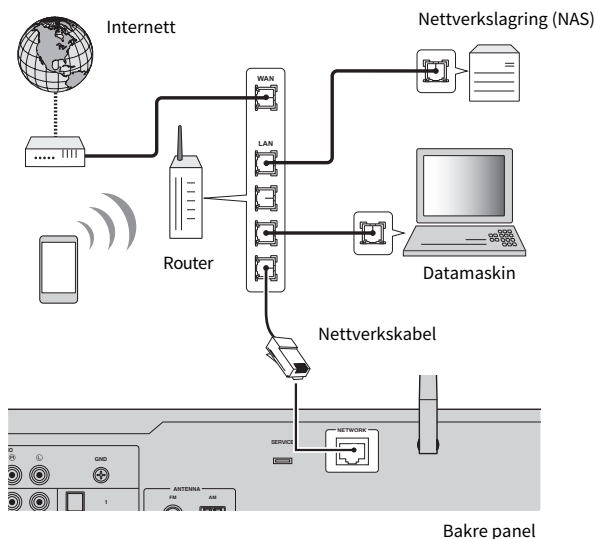 Internett
Nettverkslagring (NAS)
WAN
LAN
Router
Datamaskin
Nettverkskabel
SERVICE
NETWORK
R L
GND
1
ANTENNA
FM AM
Bakre panel